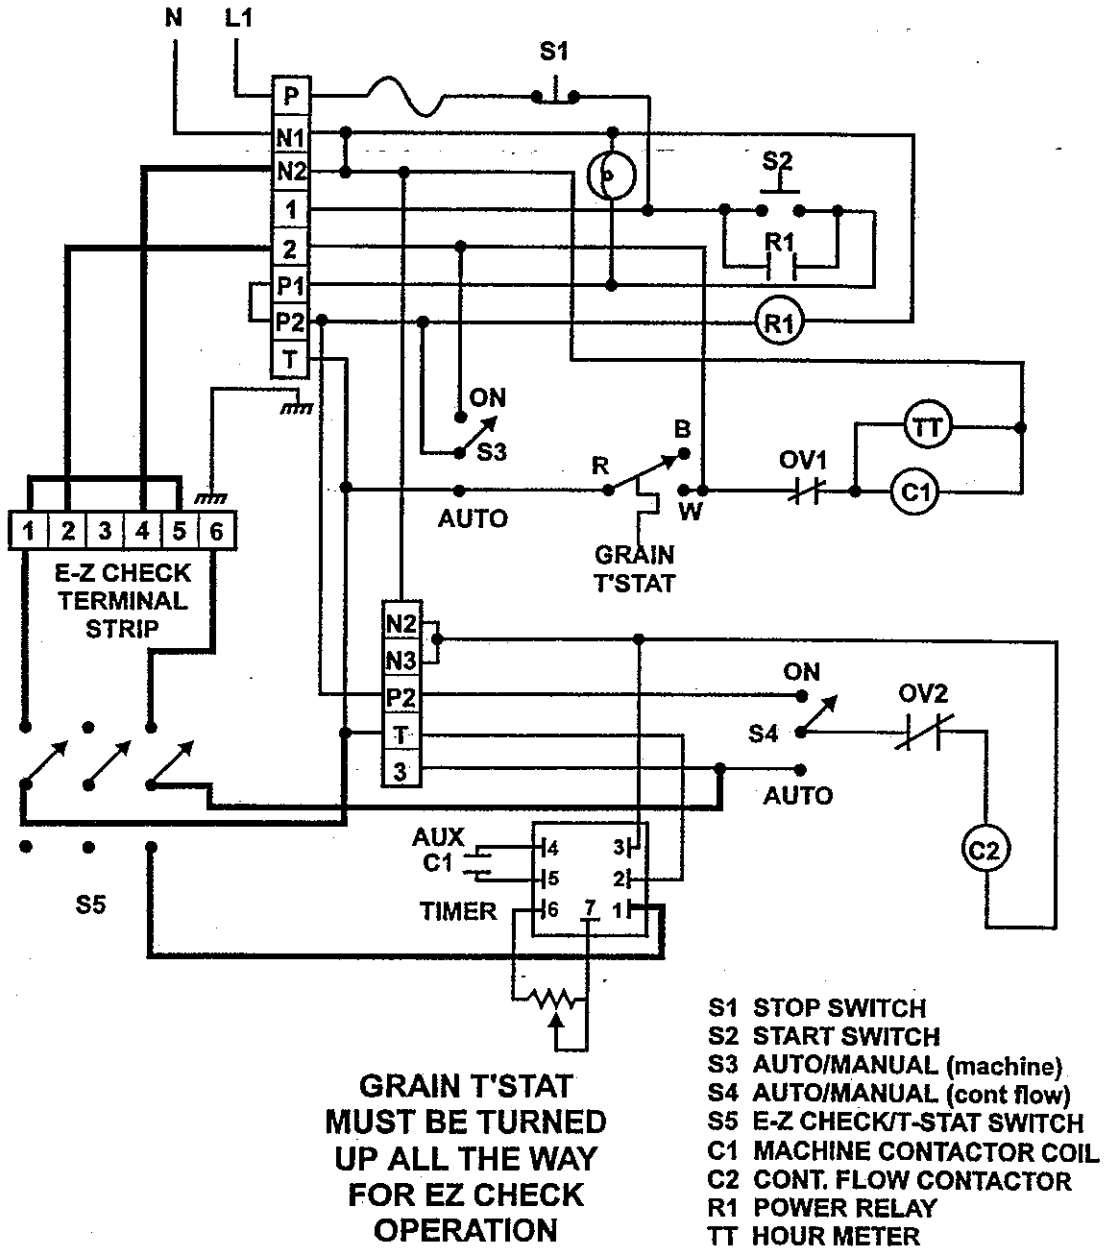 N L1
S1
P
N1
N2
1
2
P1
P2
T
S2
R1
R1
ON
S3
AUTO
R
B
W
GRAIN
T'STAT
OV1
TT
C1
1 2 3 4 5 6
E-Z CHECK
TERMINAL
STRIP
N2
N3
P2
T
3
ON
S4
AUTO
OV2
C2
S5
AUX
C1
TIMER
4
5
6
7
3
2
1
GRAIN T'STAT
MUST BE TURNED
UP ALL THE WAY
FOR EZ CHECK
OPERATION
S1 STOP SWITCH
S2 START SWITCH
S3 AUTO/MANUAL (machine)
S4 AUTO/MANUAL (cont flow)
S5 E-Z CHECK/T-STAT SWITCH
C1 MACHINE CONTACTOR COIL
C2 CONT. FLOW CONTACTOR
R1 POWER RELAY
TT HOUR METER